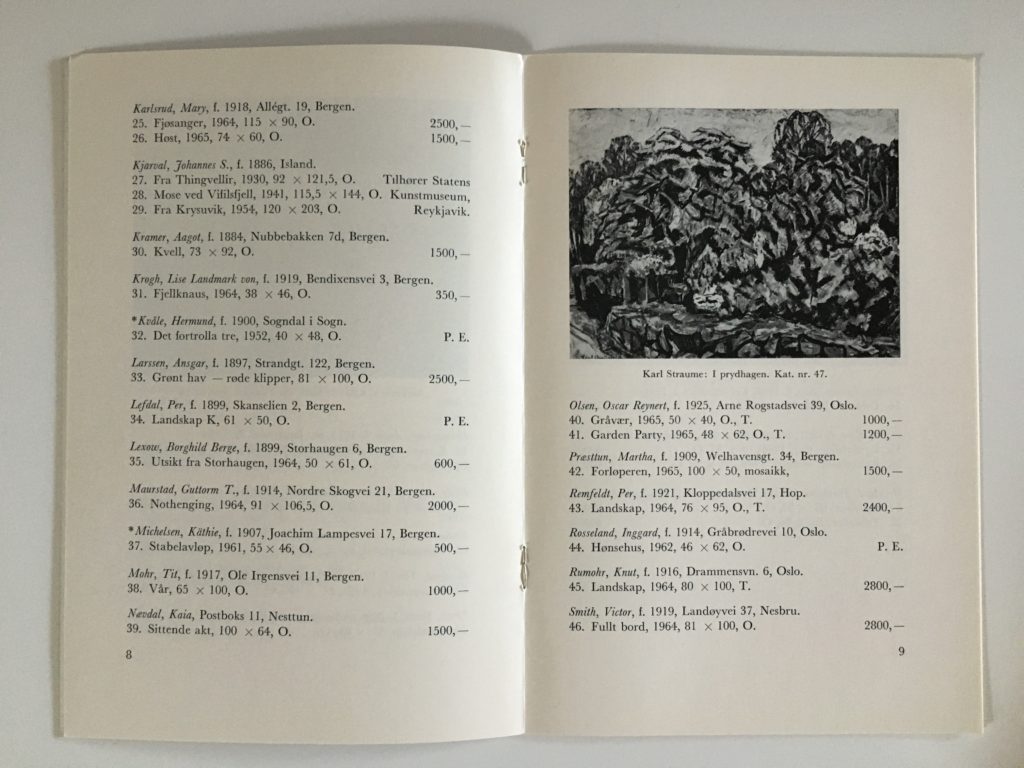 Karlsrud, Mary, f. 1918, Allégt. 19, Bergen.
25. Fjøsanger, 1964, 115 × 90, O. 2500,—
26. Høst, 1965, 74 × 60, O. 1500,—
Kjarval, Johannes S., f. 1886, Island.
27. Fra Thingvellir, 1930, 92 × 121,5, O. Tilhører Statens
28. Mose ved Vifilsfjell, 1941, 115,5 × 144, O. Kunstmuseum,
29. Fra Krysuvik, 1954, 120 × 203, O. Reykjavik.
Kramer, Aagot, f. 1884, Nubbebakken 7d, Bergen.
30. Kvell, 73 × 92, O. 1500,—
Krogh, Lise Landmark von, f. 1919, Bendixensvei 3, Bergen.
31. Fjellknaus, 1964, 38 × 46, O. 350,—
*Kvåle, Hermund, f. 1900, Sogndal i Sogn.
32. Det fortrolla tre, 1952, 40 × 48, O. P. E.
Larssen, Ansgar, f. 1897, Strandgt. 122, Bergen.
33. Grønt hav — røde klipper, 81 × 100, O. 2500,—
Lefdal, Per, f. 1899, Skanselien 2, Bergen.
34. Landskap K, 61 × 50, O. P. E.
Lexow, Borghild Berge, f. 1899, Storhaugen 6, Bergen.
35. Utsikt fra Storhaugen, 1964, 50 × 61, O. 600,—
Maurstad, Guttorm T., f. 1914, Nordre Skogvei 21, Bergen.
36. Nothenging, 1964, 91 × 106,5, O. 2000,—
*Michelsen, Käthie, f. 1907, Joachim Lampesvei 17, Bergen.
37. Stabelavløp, 1961, 55 × 46, O. 500,—
Mohr, Tit, f. 1917, Ole Irgensvei 11, Bergen.
38. Vår, 65 × 100, O. 1000,—
Nævdal, Kaia, Postboks 11, Nesttun.
39. Sittende akt, 100 × 64, O. 1500,—
8
Karl Straume: I prydhagen. Kat. nr. 47.
Olsen, Oscar Reynert, f. 1925, Arne Rogstadsvei 39, Oslo.
40. Gråvær, 1965, 50 × 40, O., T. 1000,—
41. Garden Party, 1965, 48 × 62, O., T. 1200,—
Præsttun, Martha, f. 1909, Welhavensgt. 34, Bergen.
42. Forløperen, 1965, 100 × 50, mosaikk, 1500,—
Remfeldt, Per, f. 1921, Kloppedalsvei 17, Hop.
43. Landskap, 1964, 76 × 95, O., T. 2400,—
Rosseland, Inggard, f. 1914, Gråbrødrevei 10, Oslo.
44. Hønsehus, 1962, 46 × 62, O. P. E.
Rumohr, Knut, f. 1916, Drammensvn. 6, Oslo.
45. Landskap, 1964, 80 × 100, T. 2800,—
Smith, Victor, f. 1919, Landøyvei 37, Nesbru.
46. Fullt bord, 1964, 81 × 100, O. 2800,—
9